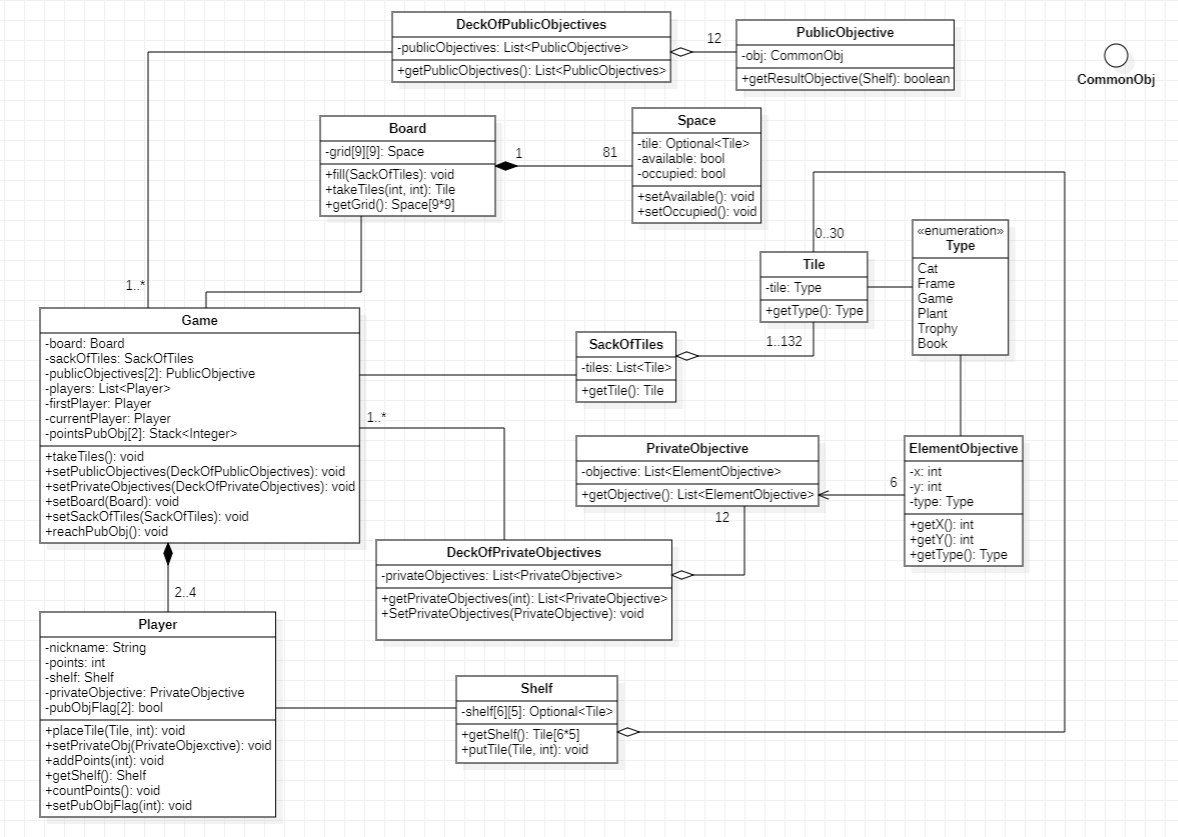 DeckOfPublicObjectives
-publicObjectives: List<PublicObjective>
+getPublicObjectives(): List<PublicObjectives>
12
PublicObjective
-obj: CommonObj
+getResultObjective(Shelf): boolean
CommonObj
Board
-grid[9][9]: Space
+fill(SackOfTiles): void
+takeTiles(int, int): Tile
+getGrid(): Space[9*9]
1
81
Space
-tile: Optional<Tile>
-available: bool
-occupied: bool
+setAvailable(): void
+setOccupied(): void
0..30
Tile
-tile: Type
+getType(): Type
1..132
«enumeration»
Type
Cat
Frame
Game
Plant
Trophy
Book
1..*
Game
-board: Board
-sackOfTiles: SackOfTiles
-publicObjectives[2]: PublicObjective
-players: List<Player>
-firstPlayer: Player
-currentPlayer: Player
-pointsPubObj[2]: Stack<Integer>
+takeTiles(): void
+setPublicObjectives(DeckOfPublicObjectives): void
+setPrivateObjectives(DeckOfPrivateObjectives): void
+setBoard(Board): void
+setSackOfTiles(SackOfTiles): void
+reachPubObj(): void
SackOfTiles
-tiles: List<Tile>
+getTile(): Tile
1..*
PrivateObjective
-objective: List<ElementObjective>
+getObjective(): List<ElementObjective>
6
12
ElementObjective
-x: int
-y: int
-type: Type
+getX(): int
+getY(): int
+getType(): Type
DeckOfPrivateObjectives
-privateObjectives: List<PrivateObjective>
+getPrivateObjectives(int): List<PrivateObjective>
+SetPrivateObjectives(PrivateObjective): void
2..4
Player
-nickname: String
-points: int
-shelf: Shelf
-privateObjective: PrivateObjective
-pubObjFlag[2]: bool
+placeTile(Tile, int): void
+setPrivateObj(PrivateObjexctive): void
+addPoints(int): void
+getShelf(): Shelf
+countPoints(): void
+setPubObjFlag(int): void
Shelf
-shelf[6][5]: Optional<Tile>
+getShelf(): Tile[6*5]
+putTile(Tile, int): void